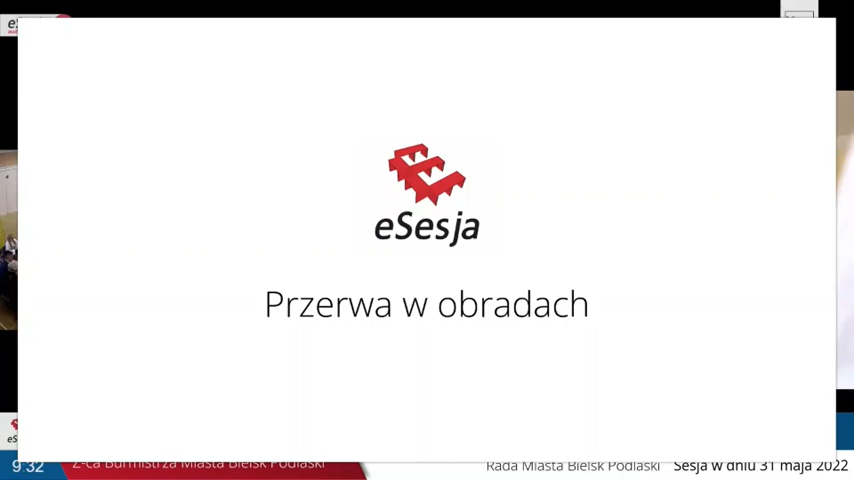 eSesja
Przerwa w obradach
9:32
Z-ca Burmistrza Miasta Bielsk Podlaski
Rada Miasta Bielsk Podlaski
Sesja w dniu 31 maja 2022